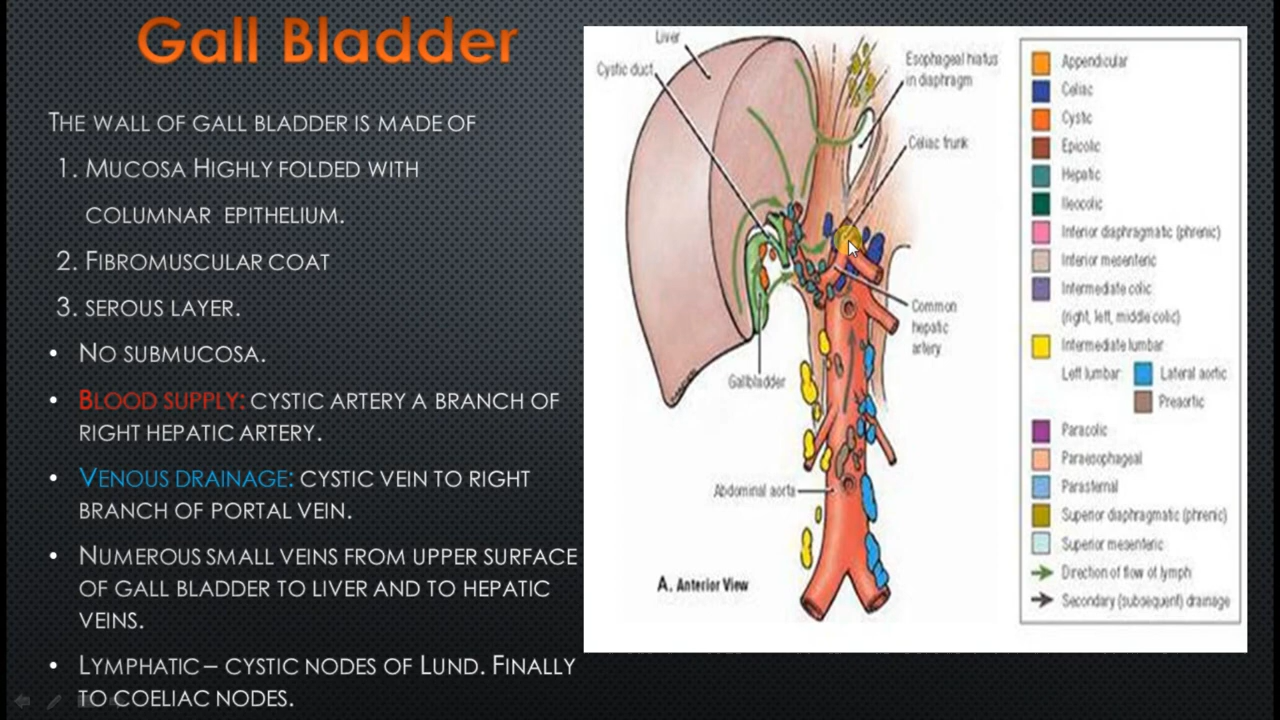 Gall Bladder
THE WALL OF GALL BLADDER IS MADE OF
1. MUCOSA HIGHLY FOLDED WITH
COLUMNAR EPITHELIUM.
2. FIBROMUSCULAR COAT
3. SEROUS LAYER.
• NO SUBMUCOSA.
• BLOOD SUPPLY: CYSTIC ARTERY A BRANCH OF
RIGHT HEPATIC ARTERY.
• VENOUS DRAINAGE: CYSTIC VEIN TO RIGHT
BRANCH OF PORTAL VEIN.
• NUMEROUS SMALL VEINS FROM UPPER SURFACE
OF GALL BLADDER TO LIVER AND TO HEPATIC
VEINS.
• LYMPHATIC – CYSTIC NODES OF LUND. FINALLY
TO COELIAC NODES.
Liver
Cystic duct
Esophageal hiatus
in diaphragm
Celiac trunk
Common
hepatic
artery
Gallbladder
Abdominal aorta
A. Anterior View
Appendicular
Celiac
Cystic
Epicolic
Hepatic
Ileocolic
Inferior diaphragmatic (phrenic)
Inferior mesenteric
Intermediate colic
(right, left, middle colic)
Intermediate lumbar
Left lumbar: Lateral aortic
Preaortic
Paracolic
Paraesophageal
Parasternal
Superior diaphragmatic (phrenic)
Superior mesenteric
Direction of flow of lymph
Secondary (subsequent) drainage